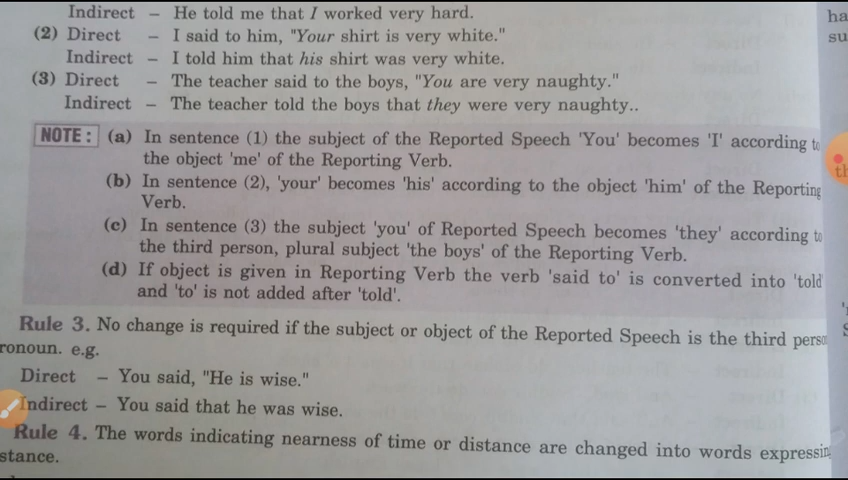 Indirect – He told me that I worked very hard.
(2) Direct – I said to him, "Your shirt is very white."
Indirect – I told him that his shirt was very white.
(3) Direct – The teacher said to the boys, "You are very naughty."
Indirect – The teacher told the boys that they were very naughty..
NOTE : (a) In sentence (1) the subject of the Reported Speech 'You' becomes 'I' according to
the object 'me' of the Reporting Verb.
(b) In sentence (2), 'your' becomes 'his' according to the object 'him' of the Reporting
Verb.
(c) In sentence (3) the subject 'you' of Reported Speech becomes 'they' according to
the third person, plural subject 'the boys' of the Reporting Verb.
(d) If object is given in Reporting Verb the verb 'said to' is converted into 'told'
and 'to' is not added after 'told'.
Rule 3. No change is required if the subject or object of the Reported Speech is the third perso
ronoun. e.g.
Direct – You said, "He is wise."
Indirect – You said that he was wise.
Rule 4. The words indicating nearness of time or distance are changed into words expressin
stance.
ha
su
th